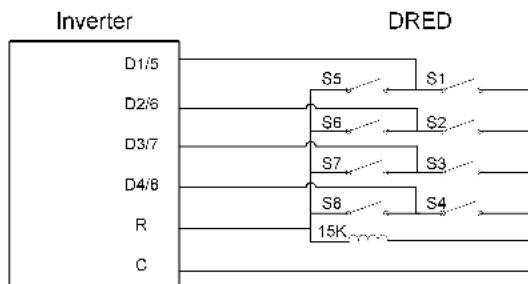 Inverter DRED
D1/5
S5 S1
D2/6
S6 S2
D3/7
S7 S3
D4/8
S8 S4
R 15K
C